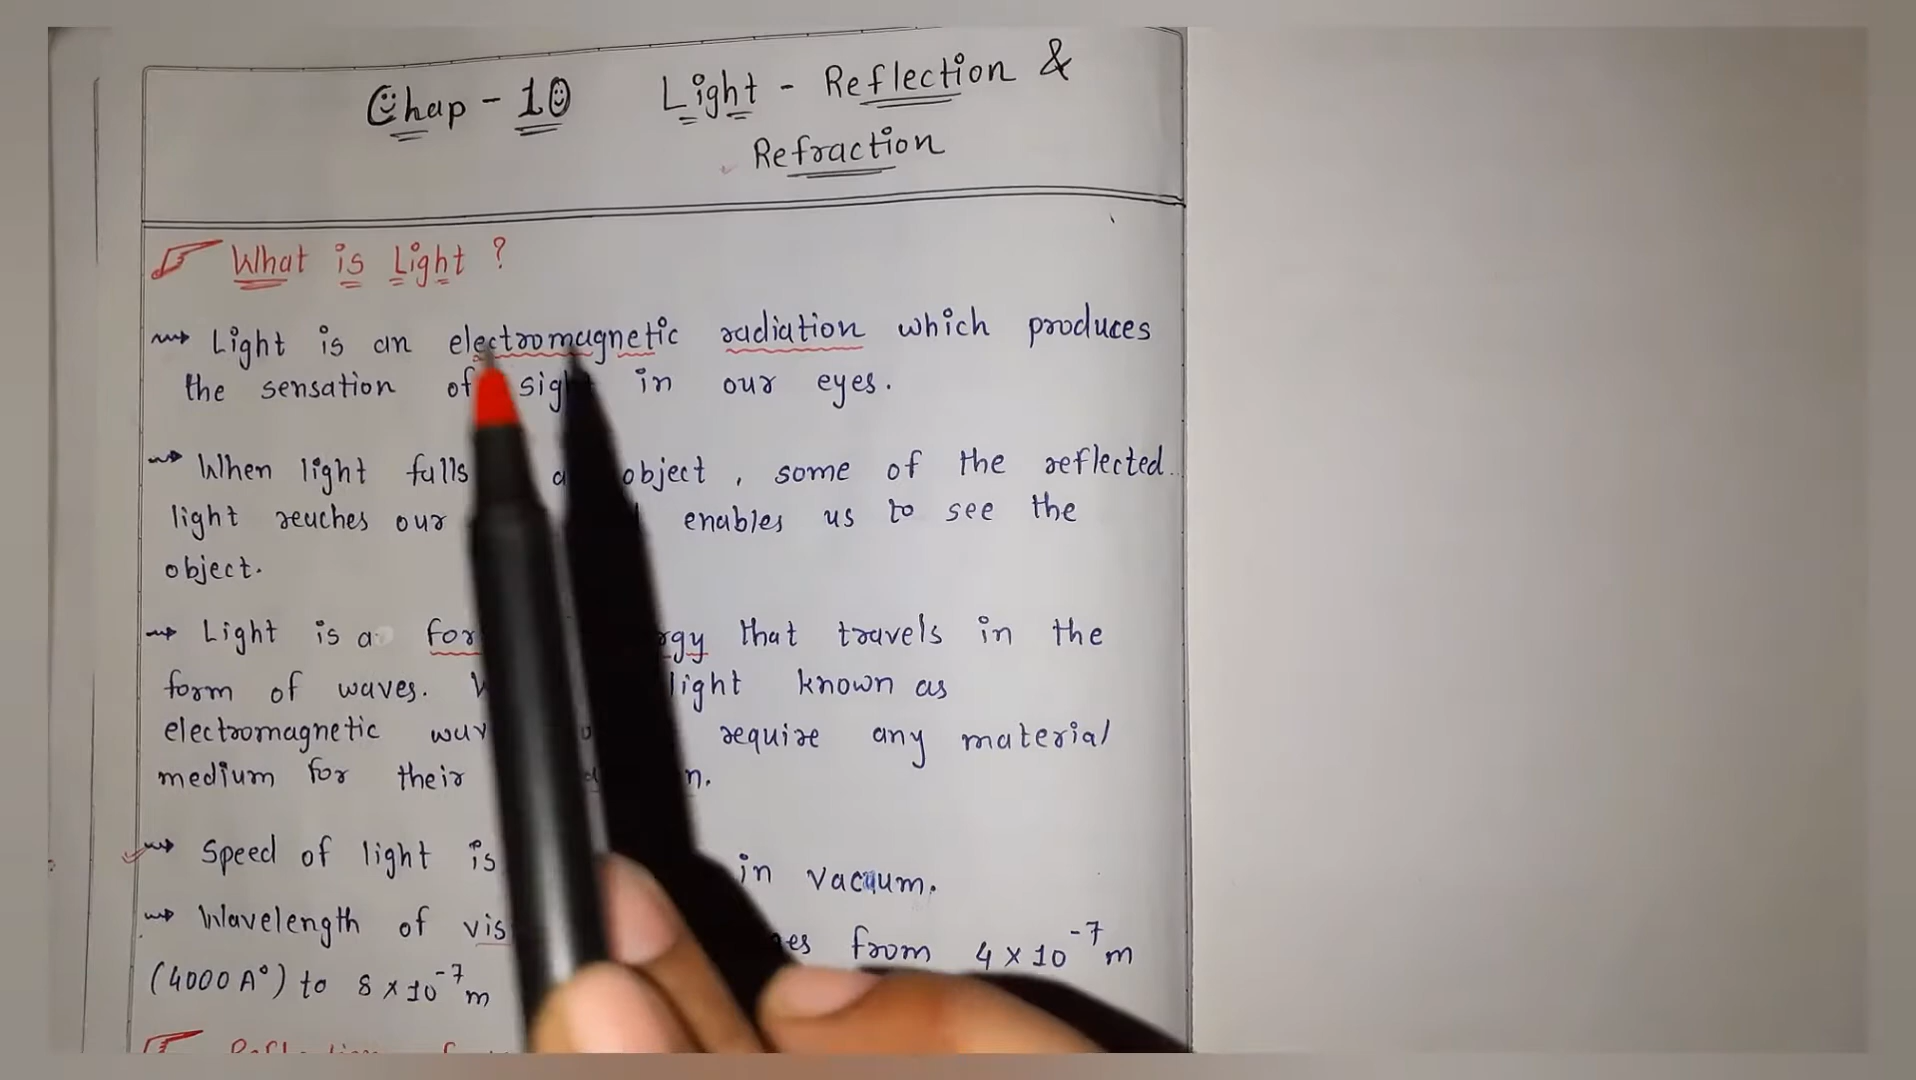 Chap - 10 Light - Reflection &
Refraction
What is Light ?
Light is an electromagnetic radiation which produces
the sensation of in our eyes.
When light falls object , some of the reflected
light reaches our enables us to see the
object.
Light is a that travels in the
form of waves. light known as
electromagnetic require any material
medium for their
Speed of light is in vacuum.
Wavelength of from 4 x 10⁻⁷ m
(4000 A°) to 8 x 10⁻⁷ m